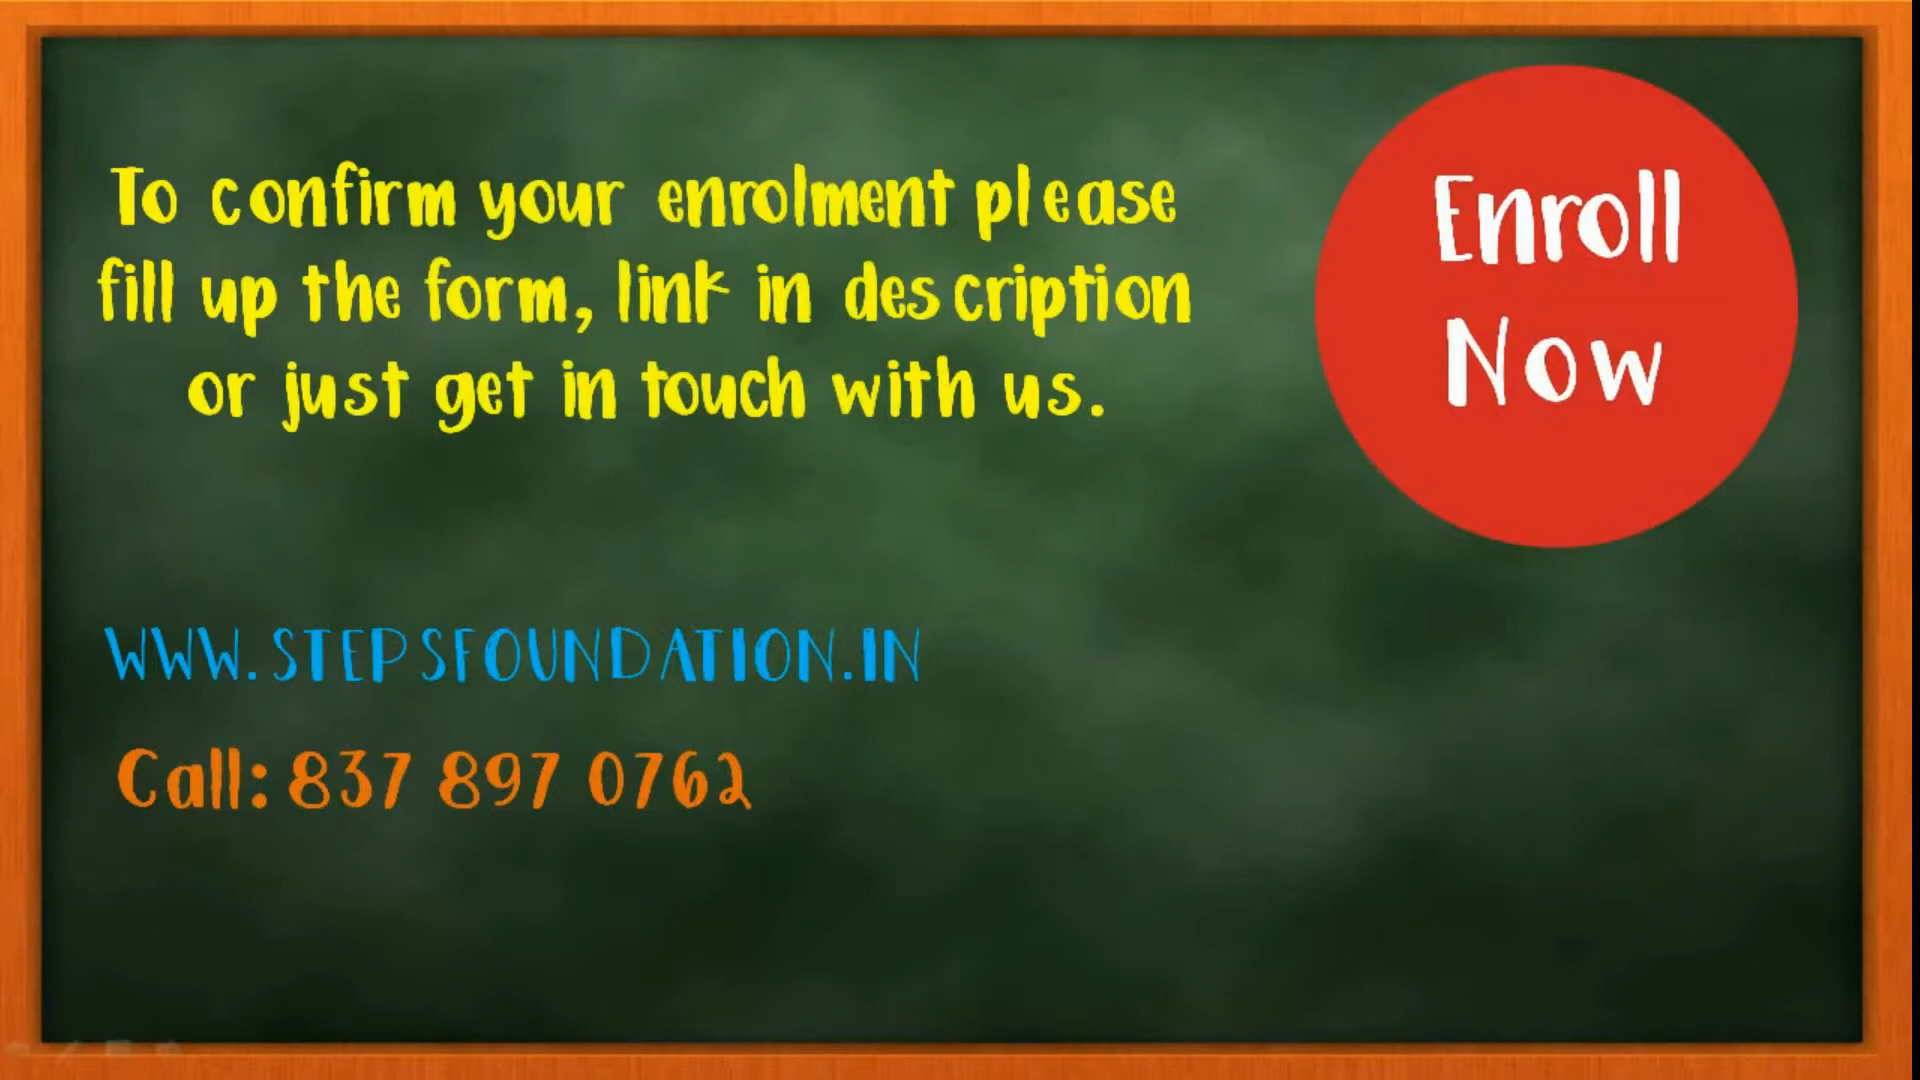 To confirm your enrolment please
fill up the form, link in description
or just get in touch with us.
Enroll
Now
WWW.STEPSFOUNDATION.IN
Call: 837 897 0762